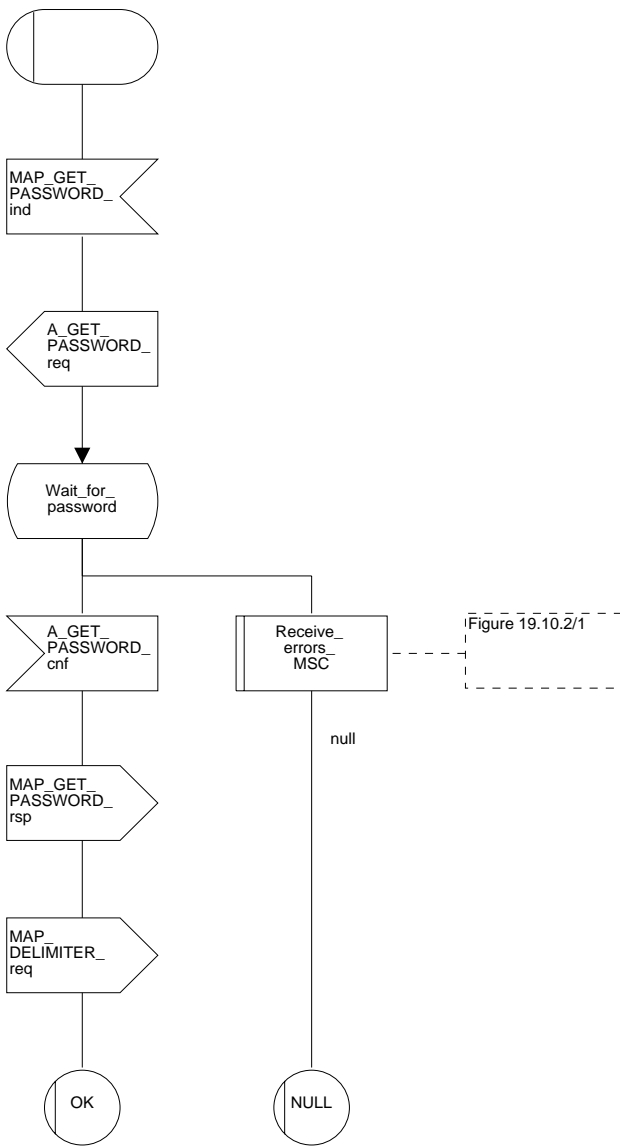 MAP_GET_
PASSWORD_
ind
A_GET_
PASSWORD_
req
Wait_for_
password
A_GET_
PASSWORD_
cnf
Receive_
errors_
MSC
Figure 19.10.2/1
null
MAP_GET_
PASSWORD_
rsp
MAP_
DELIMITER_
req
OK
NULL